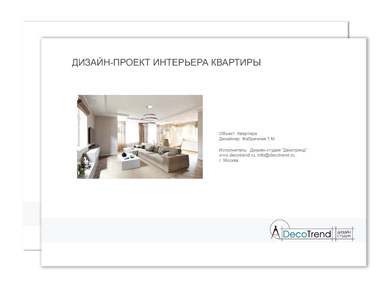 ДИЗАЙН-ПРОЕКТ ИНТЕРЬЕРА КВАРТИРЫ
Объект: Квартира
Дизайнер: Фабричная Т.М.
Исполнитель: Дизайн-студия "Декотренд"
www.decotrend.ru, info@decotrend.ru
г. Москва
DecoTrend
дизайн
студия